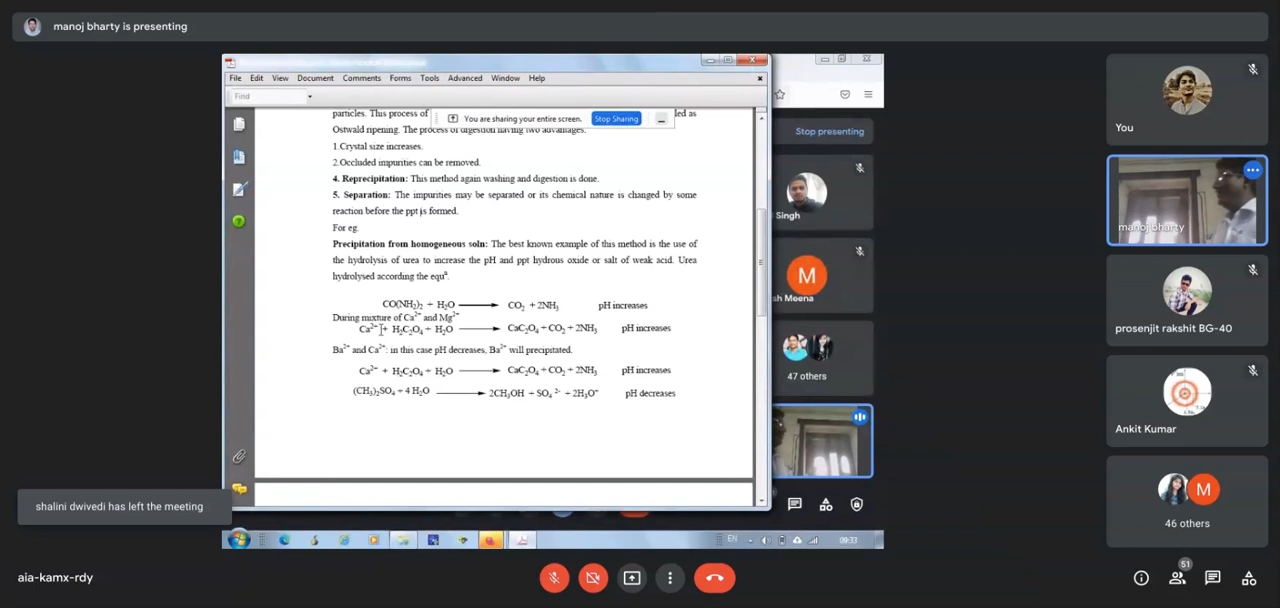 manoj bharty is presenting
File Edit View Document Comments Forms Tools Advanced Window Help
Find
particles. This process of
led as
You are sharing your entire screen. Stop Sharing
Ostwald ripening. The process of digestion having two advantages.
1.Crystal size increases.
2.Occluded impurities can be removed.
4. Reprecipitation: This method again washing and digestion is done.
5. Separation: The impurities may be separated or its chemical nature is changed by some
reaction before the ppt is formed.
For eg.
Precipitation from homogeneous soln: The best known example of this method is the use of
the hydrolysis of urea to increase the pH and ppt hydrous oxide or salt of weak acid. Urea
hydrolysed according the equⁿ.
CO(NH₂)₂ + H₂O ⟶ CO₂ + 2NH₃ pH increases
During mixture of Ca²⁺ and Mg²⁺
Ca²⁺ + H₂C₂O₄ + H₂O ⟶ CaC₂O₄ + CO₂ + 2NH₃ pH increases
Ba²⁺ and Ca²⁺: in this case pH decreases, Ba²⁺ will precipitated.
Ca²⁺ + H₂C₂O₄ + H₂O ⟶ CaC₂O₄ + CO₂ + 2NH₃ pH increases
(CH₃)₂SO₄ + 4 H₂O ⟶ 2CH₃OH + SO₄²⁻ + 2H₃O⁺ pH decreases
Stop presenting
Singh
M
sh Meena
47 others
EN
09:33
You
manoj bharty
prosenjit rakshit BG-40
Ankit Kumar
M
46 others
shalini dwivedi has left the meeting
aia-kamx-rdy
51